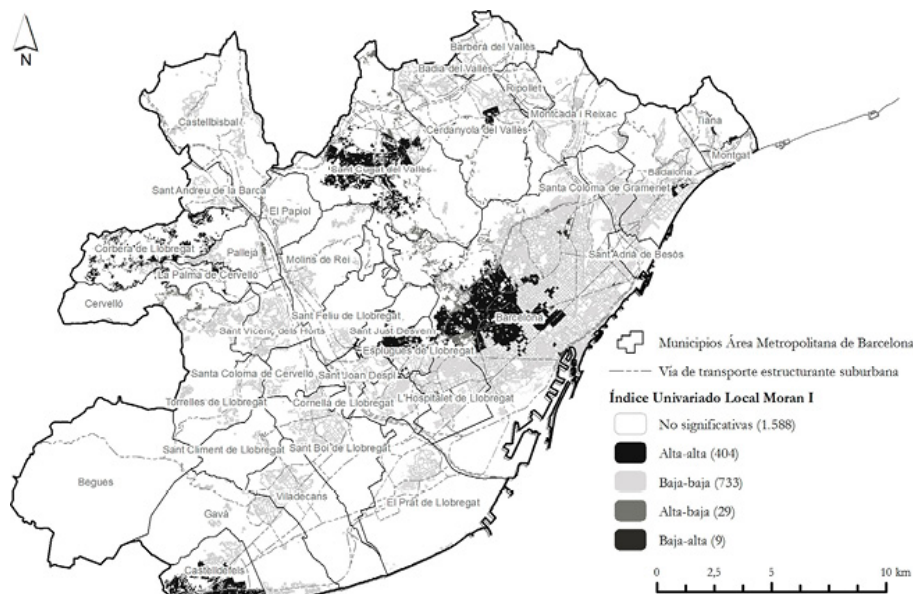 N
Barberà del Vallès
Badia del Vallès
Ripollet
Castellbisbal
Montcada i Reixac
Tiana
Cerdanyola del Vallès
Montgat
Sant Cugat del Vallès
Badalona
Sant Andreu de la Barca
Santa Coloma de Gramenet
El Papiol
Corbera de Llobregat
Pallejà
Molins de Rei
Sant Adrià de Besòs
La Palma de Cervelló
Cervelló
Sant Feliu de Llobregat
Barcelona
Sant Vicenç dels Horts
Sant Just Desvern
Esplugues de Llobregat
Santa Coloma de Cervelló
Sant Joan Despí
Torrelles de Llobregat
Cornellà de Llobregat
L'Hospitalet de Llobregat
Sant Climent de Llobregat
Sant Boi de Llobregat
Begues
Viladecans
El Prat de Llobregat
Gavà
Castelldefels
Municipios Área Metropolitana de Barcelona
Vía de transporte estructurante suburbana
Índice Univariado Local Moran I
No significativas (1.588)
Alta-alta (404)
Baja-baja (733)
Alta-baja (29)
Baja-alta (9)
0 2,5 5 10 km